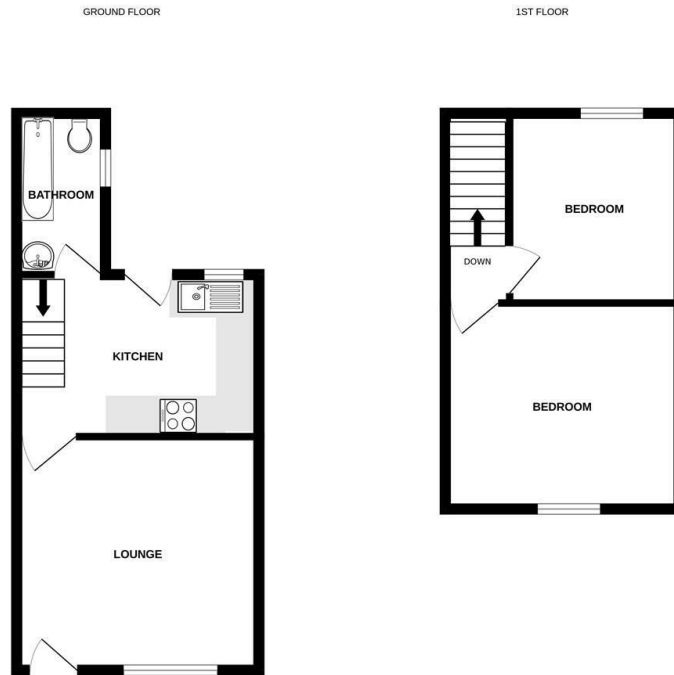 GROUND FLOOR
1ST FLOOR
BATHROOM
BEDROOM
DOWN
KITCHEN
BEDROOM
LOUNGE